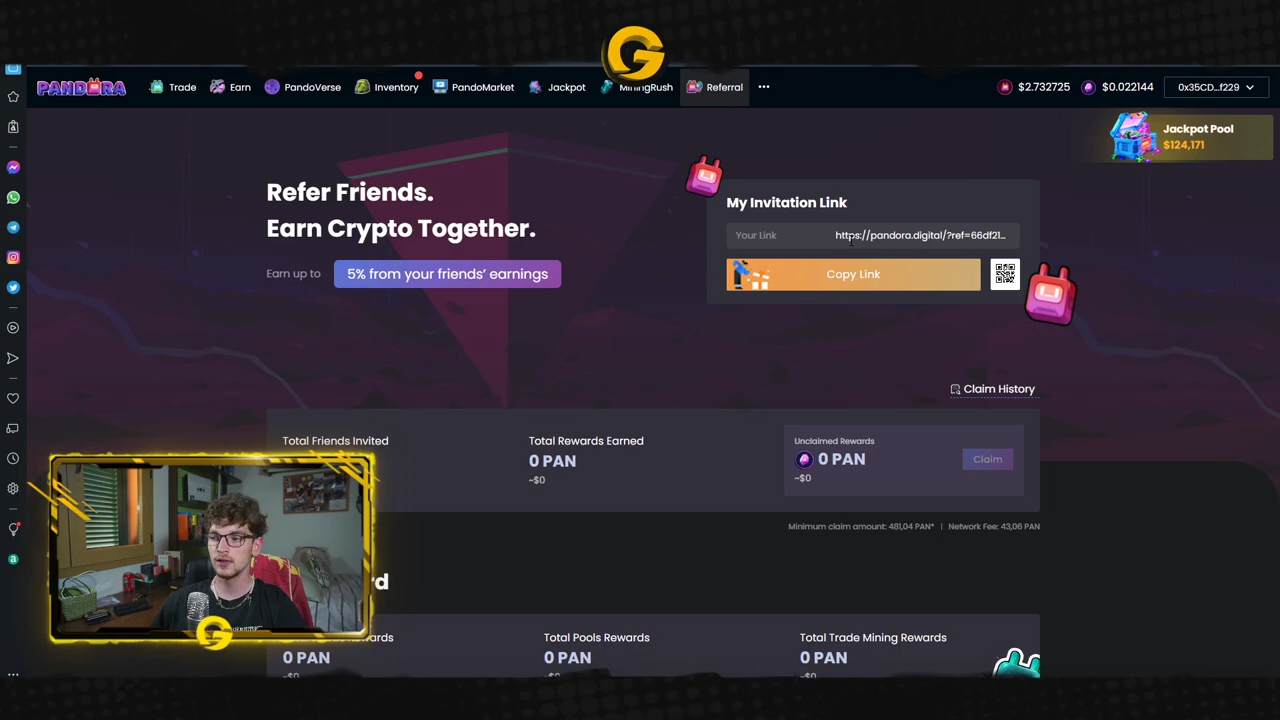 G
PANDORA
Trade
Earn
PandoVerse
Inventory
PandoMarket
Jackpot
MiningRush
Referral
$2.732725
$0.022144
0x35CD...f229
Jackpot Pool
$124,171
Refer Friends.
Earn Crypto Together.
Earn up to
5% from your friends’ earnings
My Invitation Link
Your Link
https://pandora.digital/?ref=66df21...
Copy Link
Claim History
Total Friends Invited
Total Rewards Earned
0 PAN
~$0
Unclaimed Rewards
0 PAN
~$0
Claim
Minimum claim amount: 481,04 PAN* | Network Fee: 43,06 PAN
Total Pools Rewards
Total Trade Mining Rewards
0 PAN
0 PAN
0 PAN
G